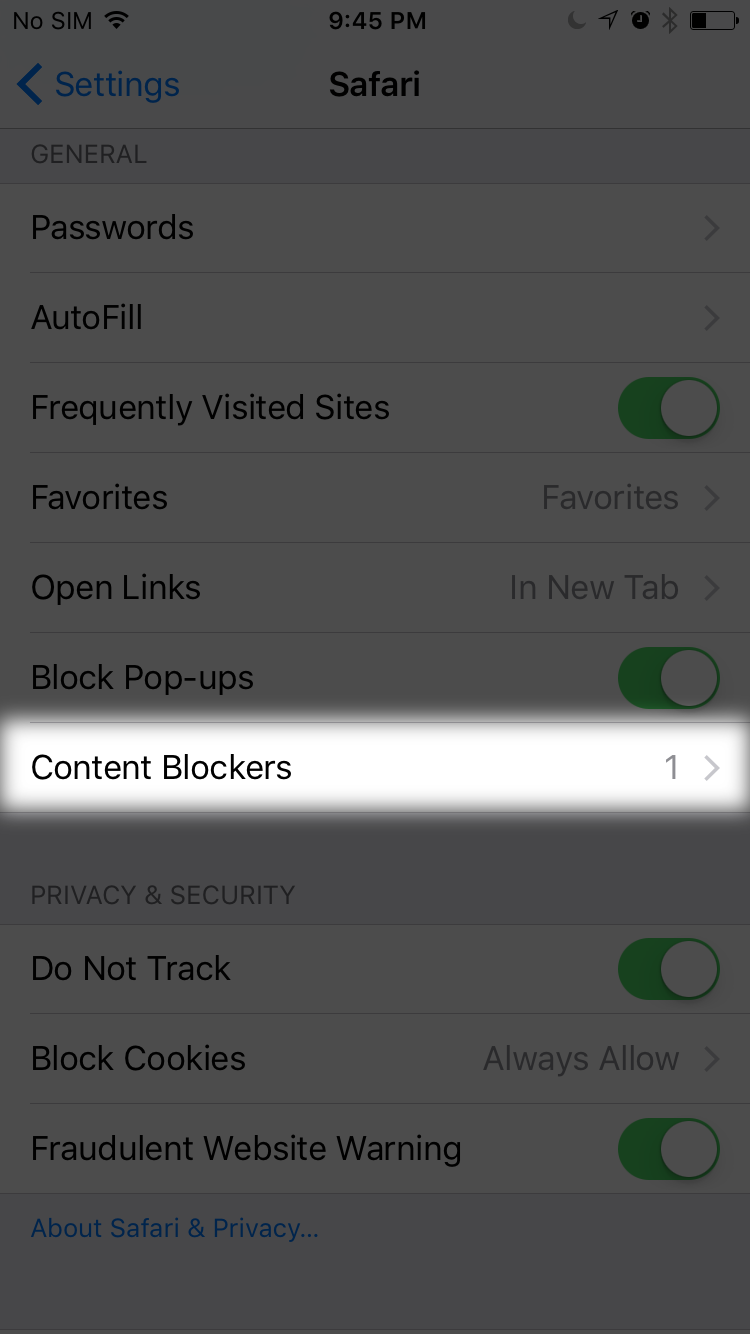 No SIM 9:45 PM
Settings Safari
GENERAL
Passwords
AutoFill
Frequently Visited Sites
Favorites Favorites
Open Links In New Tab
Block Pop-ups
Content Blockers 1
PRIVACY & SECURITY
Do Not Track
Block Cookies Always Allow
Fraudulent Website Warning
About Safari & Privacy...